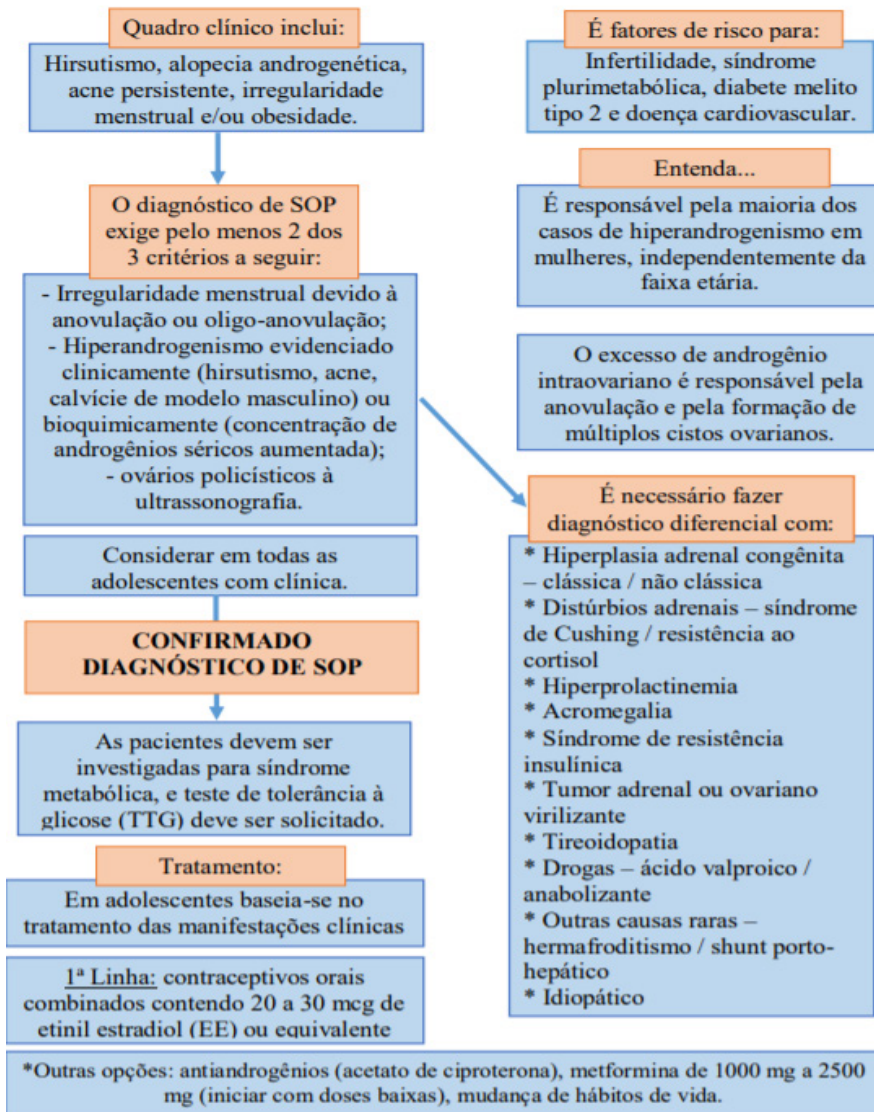 Quadro clínico inclui:
Hirsutismo, alopecia androgenética,
acne persistente, irregularidade
menstrual e/ou obesidade.
O diagnóstico de SOP
exige pelo menos 2 dos
3 critérios a seguir:
- Irregularidade menstrual devido à
anovulação ou oligo-anovulação;
- Hiperandrogenismo evidenciado
clinicamente (hirsutismo, acne,
calvície de modelo masculino) ou
bioquimicamente (concentração de
andrógênios séricos aumentada);
- ovários policísticos à
ultrassonografia.
Considerar em todas as
adolescentes com clínica.
CONFIRMADO
DIAGNÓSTICO DE SOP
As pacientes devem ser
investigadas para síndrome
metabólica, e teste de tolerância à
glicose (TTG) deve ser solicitado.
Tratamento:
Em adolescentes baseia-se no
tratamento das manifestações clínicas
1ª Linha: contraceptivos orais
combinados contendo 20 a 30 mcg de
etinil estradiol (EE) ou equivalente
É fatores de risco para:
Infertilidade, síndrome
plurimetabólica, diabete melito
tipo 2 e doença cardiovascular.
Entenda...
É responsável pela maioria dos
casos de hiperandrogenismo em
mulheres, independentemente da
faixa etária.
O excesso de androgênio
intraovariano é responsável pela
anovulação e pela formação de
múltiplos cistos ovarianos.
É necessário fazer
diagnóstico diferencial com:
* Hiperplasia adrenal congênita
– clássica / não clássica
* Distúrbios adrenais – síndrome
de Cushing / resistência ao
cortisol
* Hiperprolactinemia
* Acromegalia
* Síndrome de resistência
insulínica
* Tumor adrenal ou ovariano
virilizante
* Tireoidopatia
* Drogas – ácido valproico /
anabolizante
* Outras causas raras –
hermafroditismo / shunt porto-
hepático
* Idiopático
*Outras opções: antiandrogênios (acetato de ciproterona), metformina de 1000 mg a 2500
mg (iniciar com doses baixas), mudança de hábitos de vida.